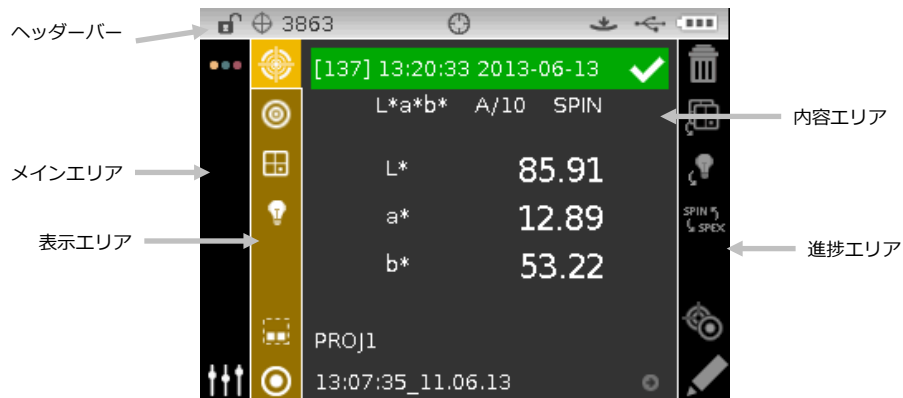 ヘッダーバー
3863
[137] 13:20:33 2013-06-13
L*a*b* A/10 SPIN
内容エリア
メインエリア
L* 85.91
a* 12.89
SPIN
SPEX
表示エリア
進捗エリア
b* 53.22
PROJ1
13:07:35_11.06.13